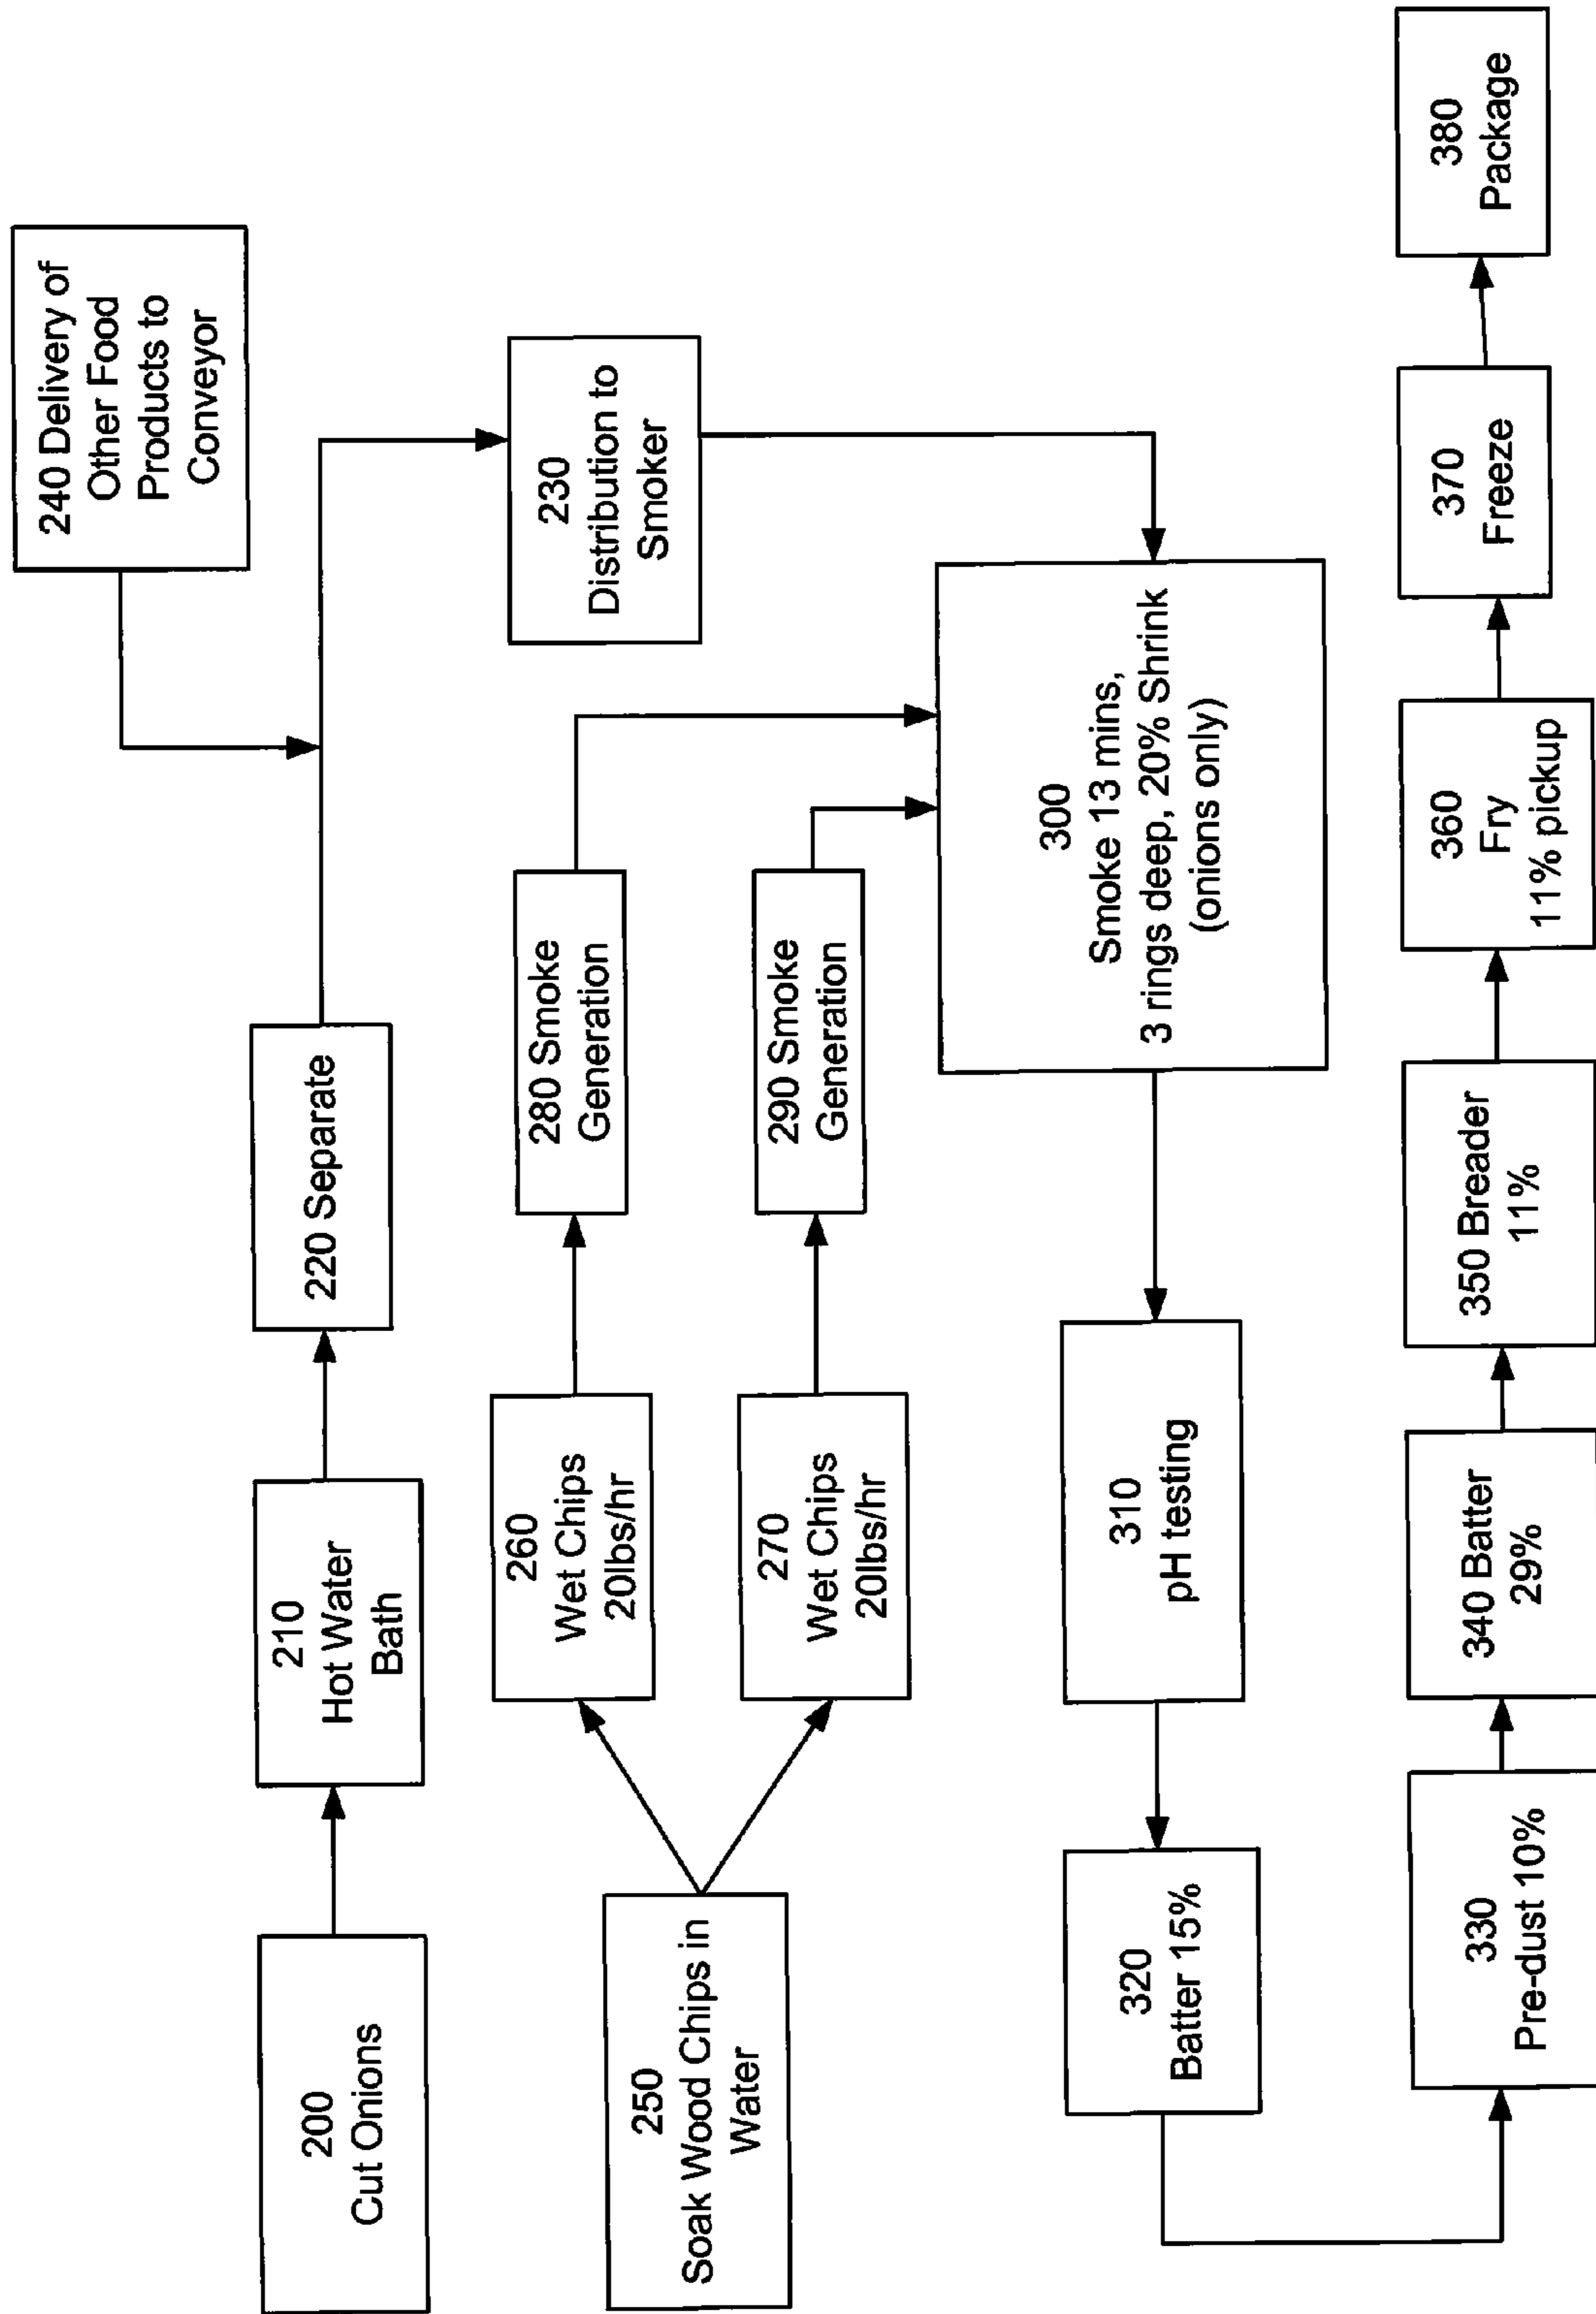 240 Delivery of
Other Food
Products to
Conveyor
200
Cut Onions
210
Hot Water
Bath
220 Separate
230
Distribution to
Smoker
250
Soak Wood Chips in
Water
260
Wet Chips
20lbs/hr
280 Smoke
Generation
270
Wet Chips
20lbs/hr
290 Smoke
Generation
300
Smoke 13 mins,
3 rings deep, 20% Shrink
(onions only)
310
pH testing
320
Batter 15%
330
Pre-dust 10%
340 Batter
29%
350 Breader
11%
360
Fry
11% pickup
370
Freeze
380
Package